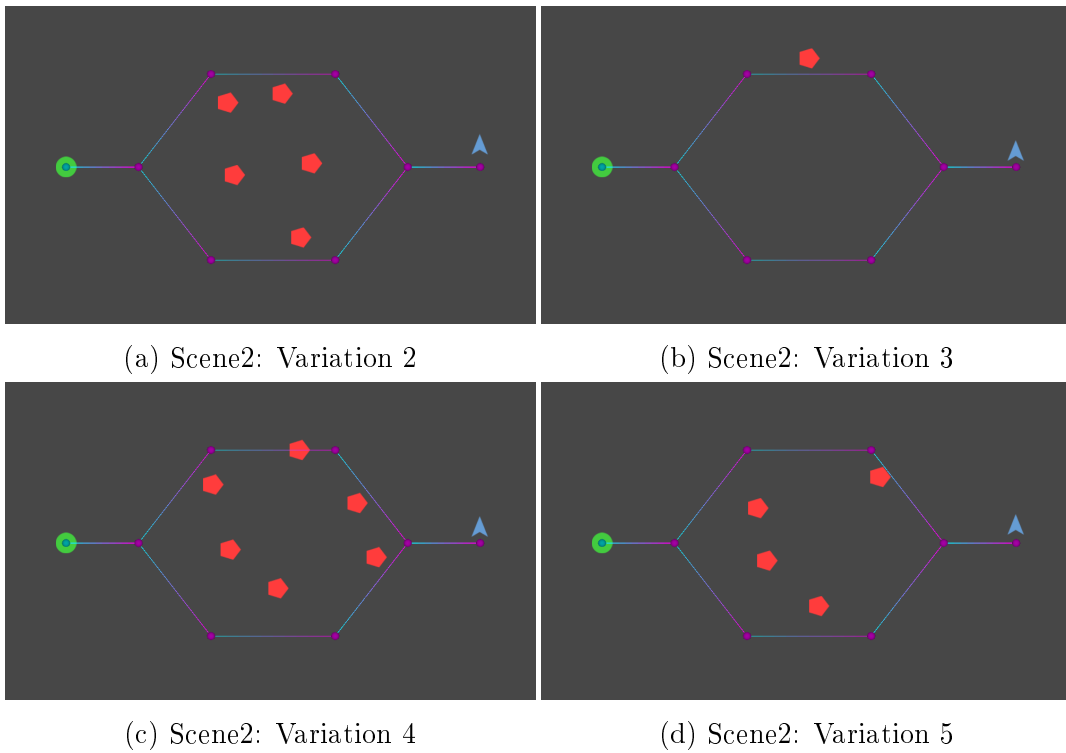 (a) Scene2: Variation 2
(b) Scene2: Variation 3
(c) Scene2: Variation 4
(d) Scene2: Variation 5